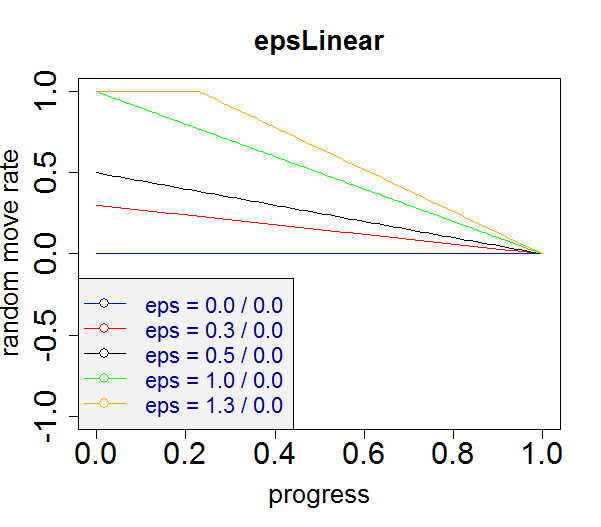 epsLinear
random move rate
1.0
0.5
0.0
-0.5
-1.0
eps = 0.0 / 0.0
eps = 0.3 / 0.0
eps = 0.5 / 0.0
eps = 1.0 / 0.0
eps = 1.3 / 0.0
0.0 0.2 0.4 0.6 0.8 1.0
progress